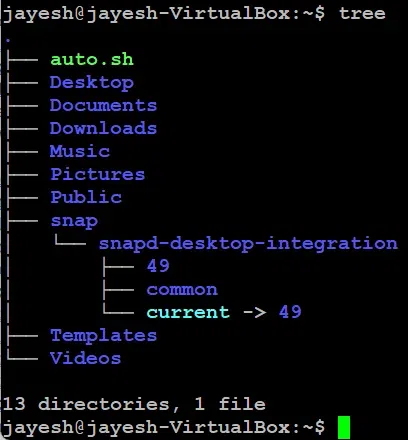 jayesh@jayesh-VirtualBox:~$ tree
.
├── auto.sh
├── Desktop
├── Documents
├── Downloads
├── Music
├── Pictures
├── Public
├── snap
│   └── snapd-desktop-integration
│       ├── 49
│       ├── common
│       └── current -> 49
├── Templates
└── Videos

13 directories, 1 file
jayesh@jayesh-VirtualBox:~$